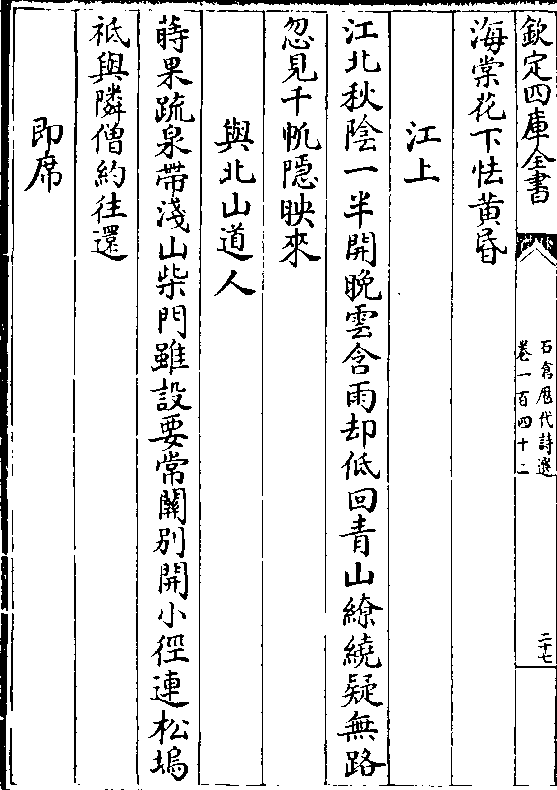 欽定四庫全書
石倉歷代詩選
卷一百四十二
二十七
海棠花下怯黄昏
江上
江北秋隂一半開晚雲含雨却低回青山繚繞疑無路
忽見千帆隠映來
與北山道人
蒔果疏泉帶淺山柴門雖設要常關別開小徑連松塢
祗與隣僧約往還
即席